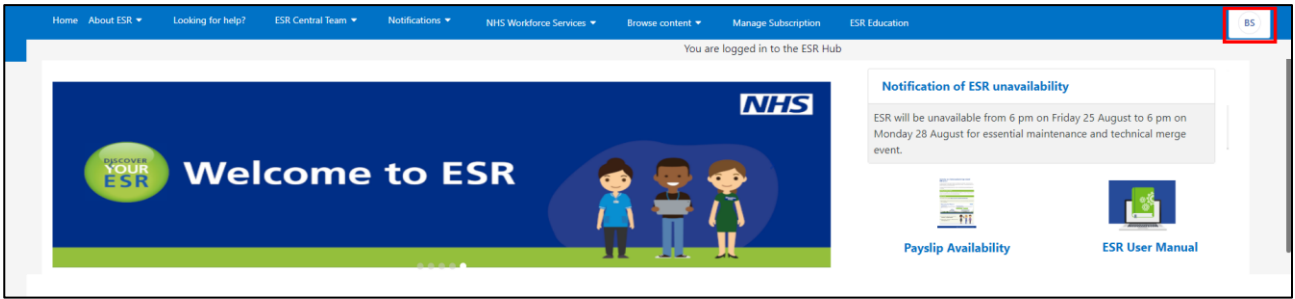 Home About ESR Looking for help? ESR Central Team Notifications NHS Workforce Services Browse content Manage Subscription ESR Education BS
You are logged in to the ESR Hub
NHS
DISCOVER
YOUR
ESR
Welcome to ESR
Notification of ESR unavailability
ESR will be unavailable from 6 pm on Friday 25 August to 6 pm on
Monday 28 August for essential maintenance and technical merge
event.
Payslip Availability
ESR User Manual